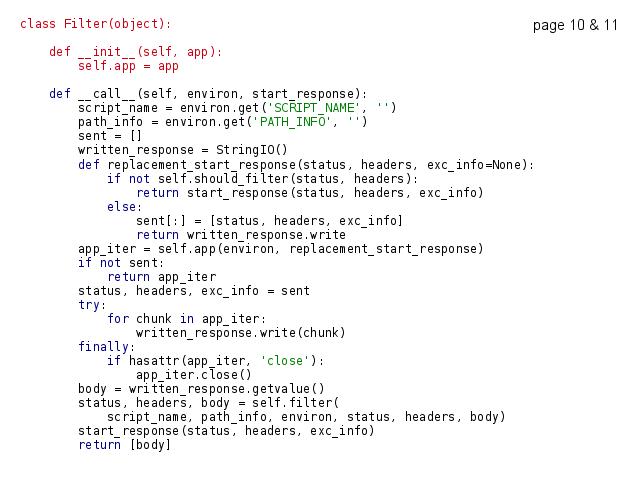 class Filter(object):
page 10 & 11
def __init__(self, app):
self.app = app
def __call__(self, environ, start_response):
script_name = environ.get('SCRIPT_NAME', '')
path_info = environ.get('PATH_INFO', '')
sent = []
written_response = StringIO()
def replacement_start_response(status, headers, exc_info=None):
if not self.should_filter(status, headers):
return start_response(status, headers, exc_info)
else:
sent[:] = [status, headers, exc_info]
return written_response.write
app_iter = self.app(environ, replacement_start_response)
if not sent:
return app_iter
status, headers, exc_info = sent
try:
for chunk in app_iter:
written_response.write(chunk)
finally:
if hasattr(app_iter, 'close'):
app_iter.close()
body = written_response.getvalue()
status, headers, body = self.filter(
script_name, path_info, environ, status, headers, body)
start_response(status, headers, exc_info)
return [body]